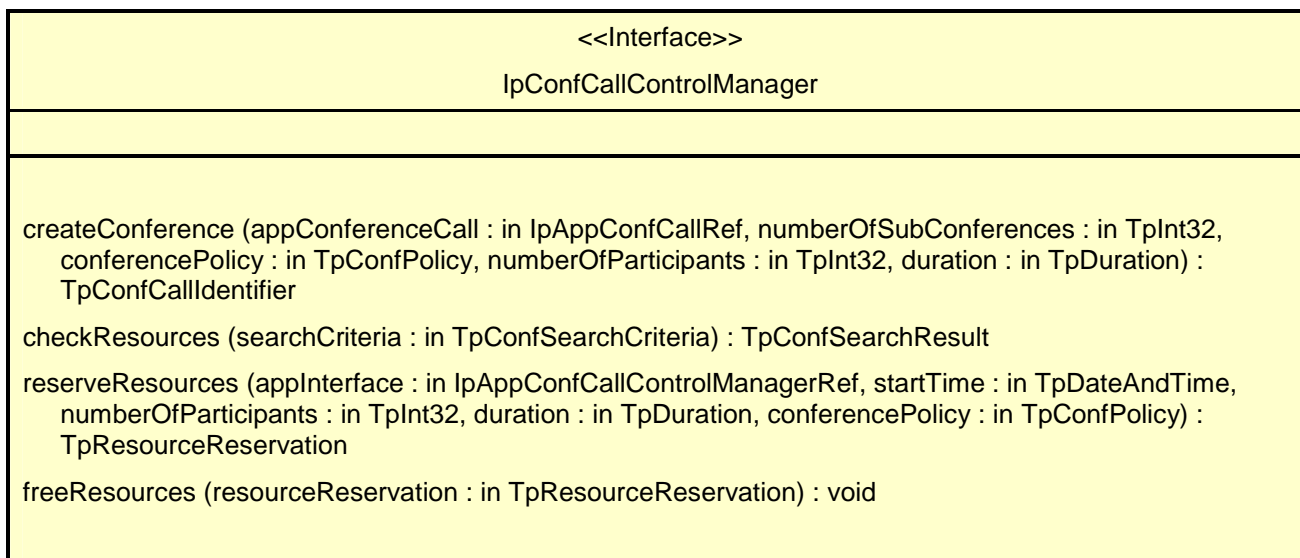 <<Interface>>
IpConfCallControlManager
createConference (appConferenceCall : in IpAppConfCallRef, numberOfSubConferences : in TpInt32,
conferencePolicy : in TpConfPolicy, numberOfParticipants : in TpInt32, duration : in TpDuration) :
TpConfCallIdentifier
checkResources (searchCriteria : in TpConfSearchCriteria) : TpConfSearchResult
reserveResources (appInterface : in IpAppConfCallControlManagerRef, startTime : in TpDateAndTime,
numberOfParticipants : in TpInt32, duration : in TpDuration, conferencePolicy : in TpConfPolicy) :
TpResourceReservation
freeResources (resourceReservation : in TpResourceReservation) : void